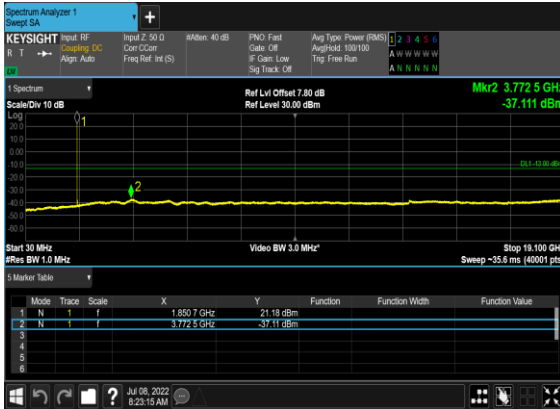 Spectrum Analyzer 1
Swept SA
+
KEYSIGHT Input: RF Input Z: 50 Ω #Atten: 40 dB PNO: Fast Avg Type: Power (RMS) 1 2 3 4 5 6
R T Coupling: DC Corr CCorr Gate: Off Avg|Hold: 100/100 A W W W W W
Align: Auto Freq Ref: Int (S) IF Gain: Low Trig: Free Run
Sig Track: Off A N N N N N
1 Spectrum Ref Lvl Offset 7.80 dB Mkr2 3.772 5 GHz
Scale/Div 10 dB Ref Level 30.00 dBm -37.111 dBm
Log
20.0
10.0
0.00
-10.0
-20.0
-30.0
-40.0
-50.0
-60.0
1
DL1 -13.00 dBm
2
Start 30 MHz Video BW 3.0 MHz* Stop 19.100 GHz
#Res BW 1.0 MHz Sweep ~35.6 ms (40001 pts)
5 Marker Table
Mode Trace Scale X Y Function Function Width Function Value
1 N 1 f 1.850 7 GHz 21.18 dBm
2 N 1 f 3.772 5 GHz -37.11 dBm
3
4
5
6
? Jul 08, 2022
8:23:15 AM